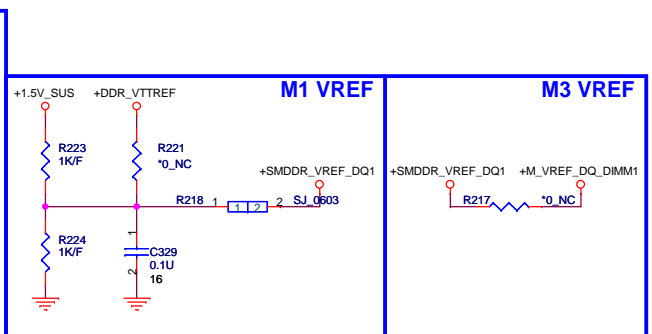 M1 VREF
M3 VREF
+1.5V_SUS
+DDR_VTTREF
R223
1K/F
R221
*0_NC
+SMDDR_VREF_DQ1
+SMDDR_VREF_DQ1
+M_VREF_DQ_DIMM1
R218
1
1 2
2
SJ_0603
R217
*0_NC
R224
1K/F
1
C329
0.1U
2
16